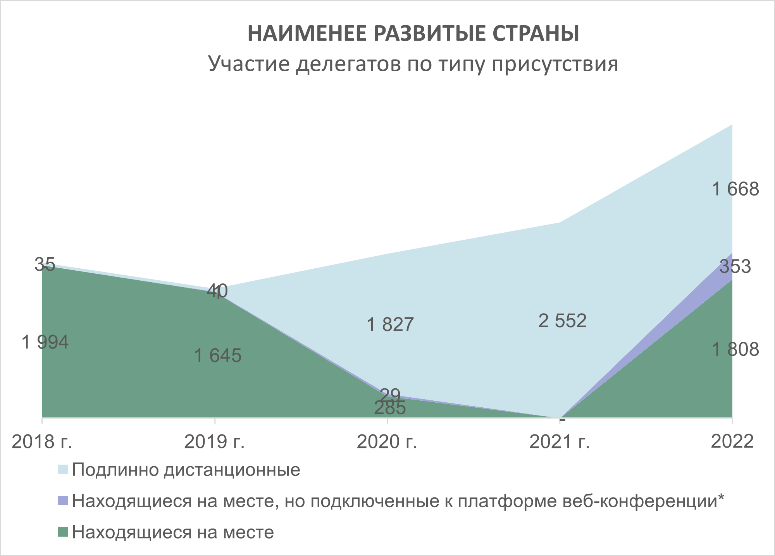 НАИМЕНЕЕ РАЗВИТЫЕ СТРАНЫ
Участие делегатов по типу присутствия
1 668
35
353
40
1 827
2 552
1 994
1 645
1 808
29
285
-
2018 г.
2019 г.
2020 г.
2021 г.
2022
Подлинно дистанционные
Находящиеся на месте, но подключенные к платформе веб-конференции*
Находящиеся на месте